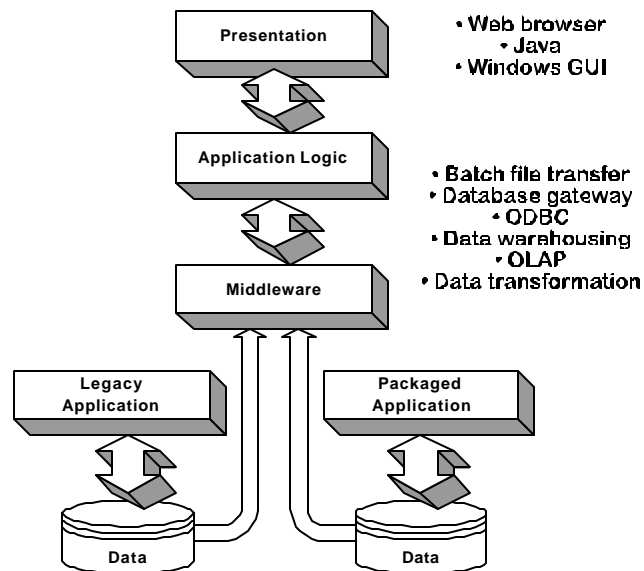 Presentation
• Web browser
• Java
• Windows GUI
Application Logic
• Batch file transfer
• Database gateway
• ODBC
• Data warehousing
• OLAP
• Data transformation
Middleware
Legacy
Application
Packaged
Application
Data
Data